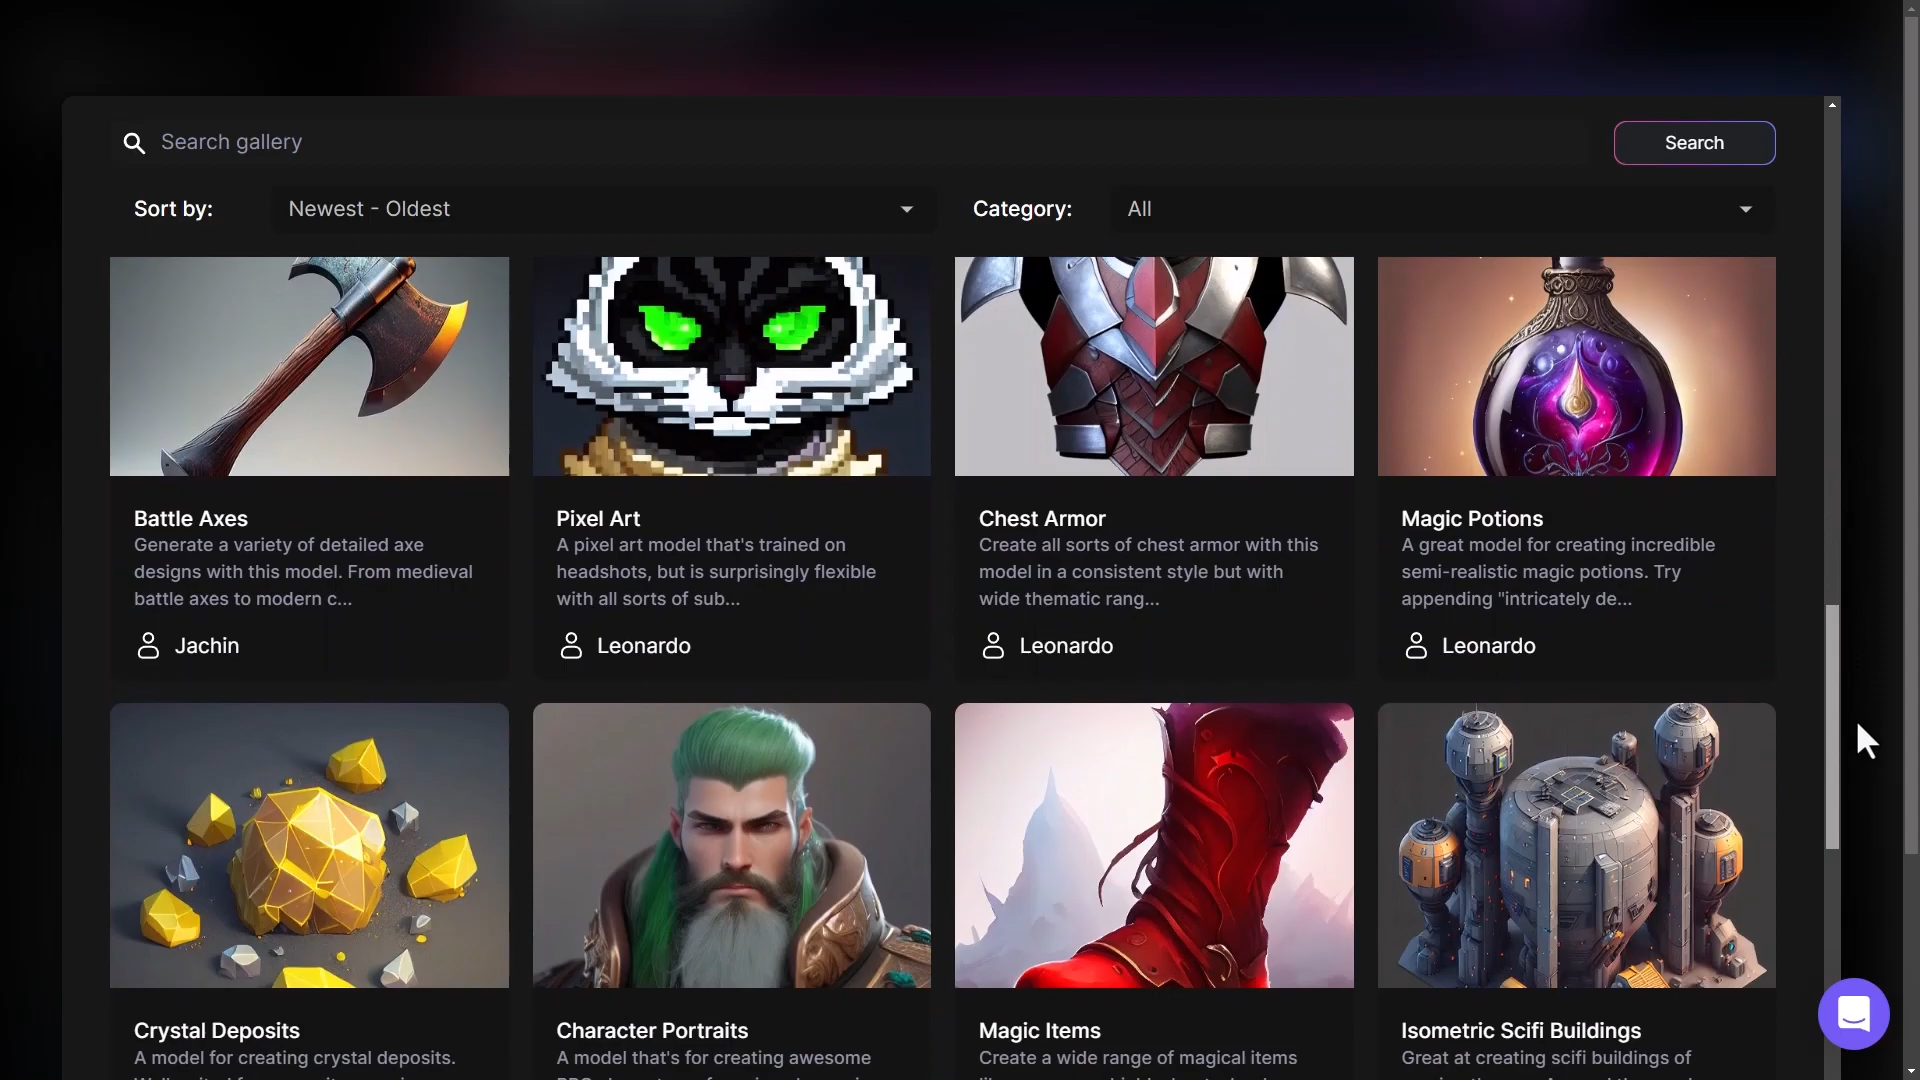 Search gallery
Search
Sort by:
Newest - Oldest
Category:
All
Battle Axes
Generate a variety of detailed axe
designs with this model. From medieval
battle axes to modern c...
Jachin
Pixel Art
A pixel art model that's trained on
headshots, but is surprisingly flexible
with all sorts of sub...
Leonardo
Chest Armor
Create all sorts of chest armor with this
model in a consistent style but with
wide thematic rang...
Leonardo
Magic Potions
A great model for creating incredible
semi-realistic magic potions. Try
appending "intricately de...
Leonardo
Crystal Deposits
A model for creating crystal deposits.
Character Portraits
A model that's for creating awesome
Magic Items
Create a wide range of magical items
Isometric Scifi Buildings
Great at creating scifi buildings of